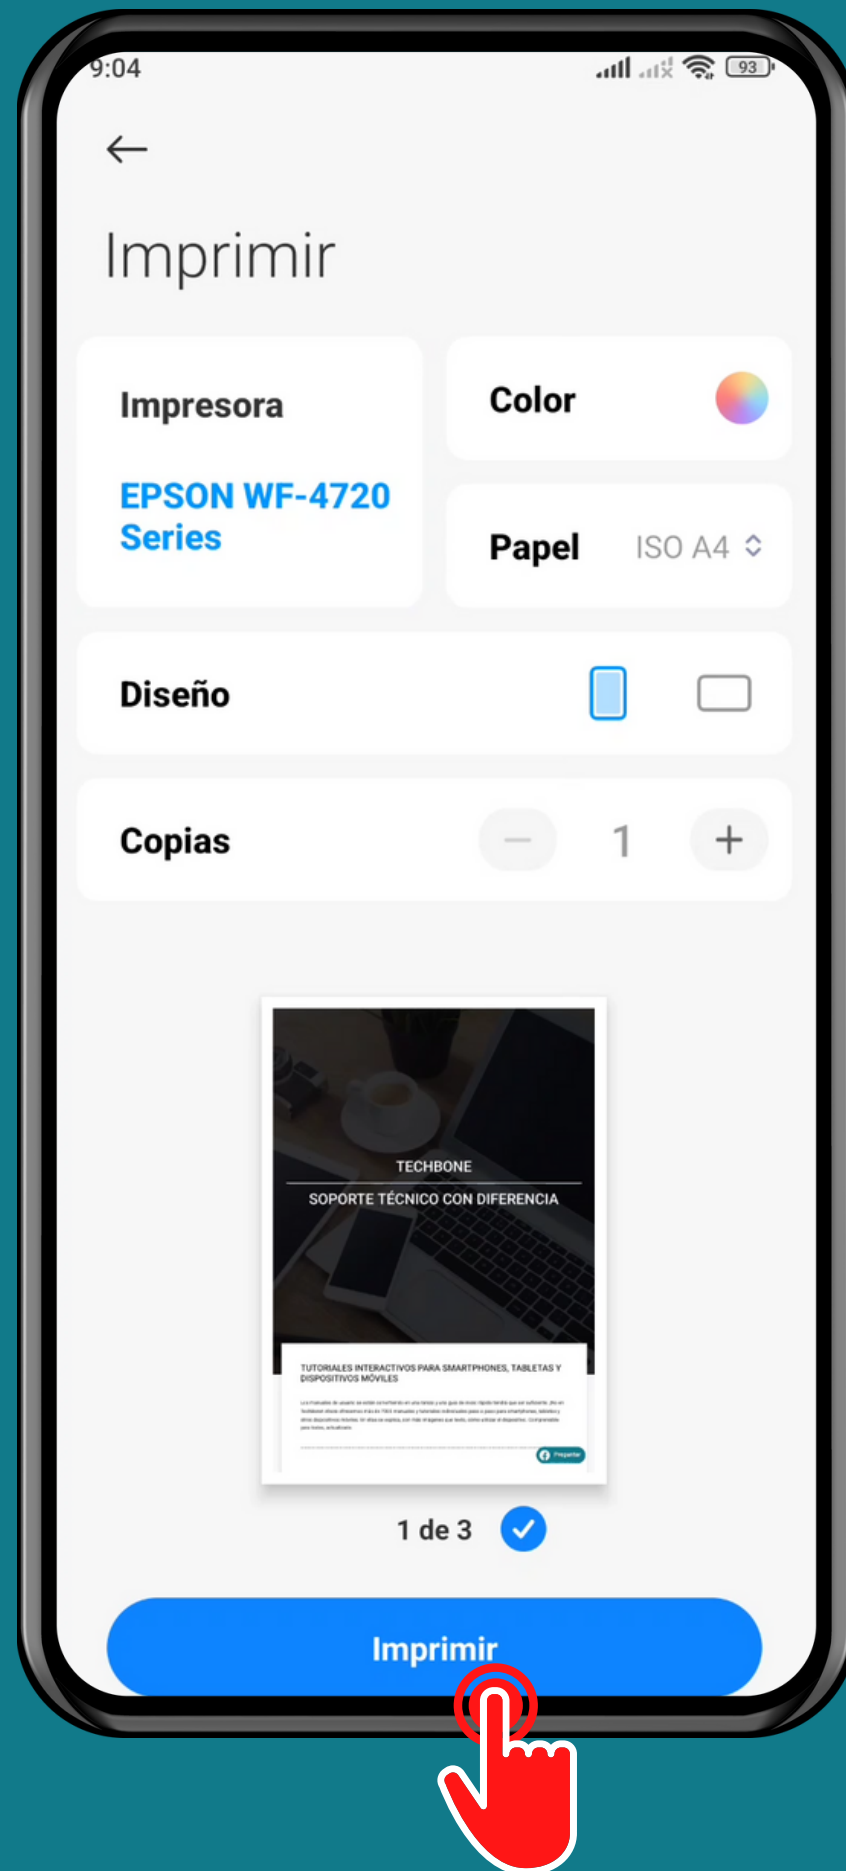 9:04
93
Imprimir
Impresora
EPSON WF-4720
Series
Color
Papel
ISO A4
Diseño
Copias
1
TECHBONE
SOPORTE TÉCNICO CON DIFERENCIA
TUTORIALES INTERACTIVOS PARA SMARTPHONES, TABLETAS Y
DISPOSITIVOS MÓVILES
Preguntar
1 de 3
Imprimir